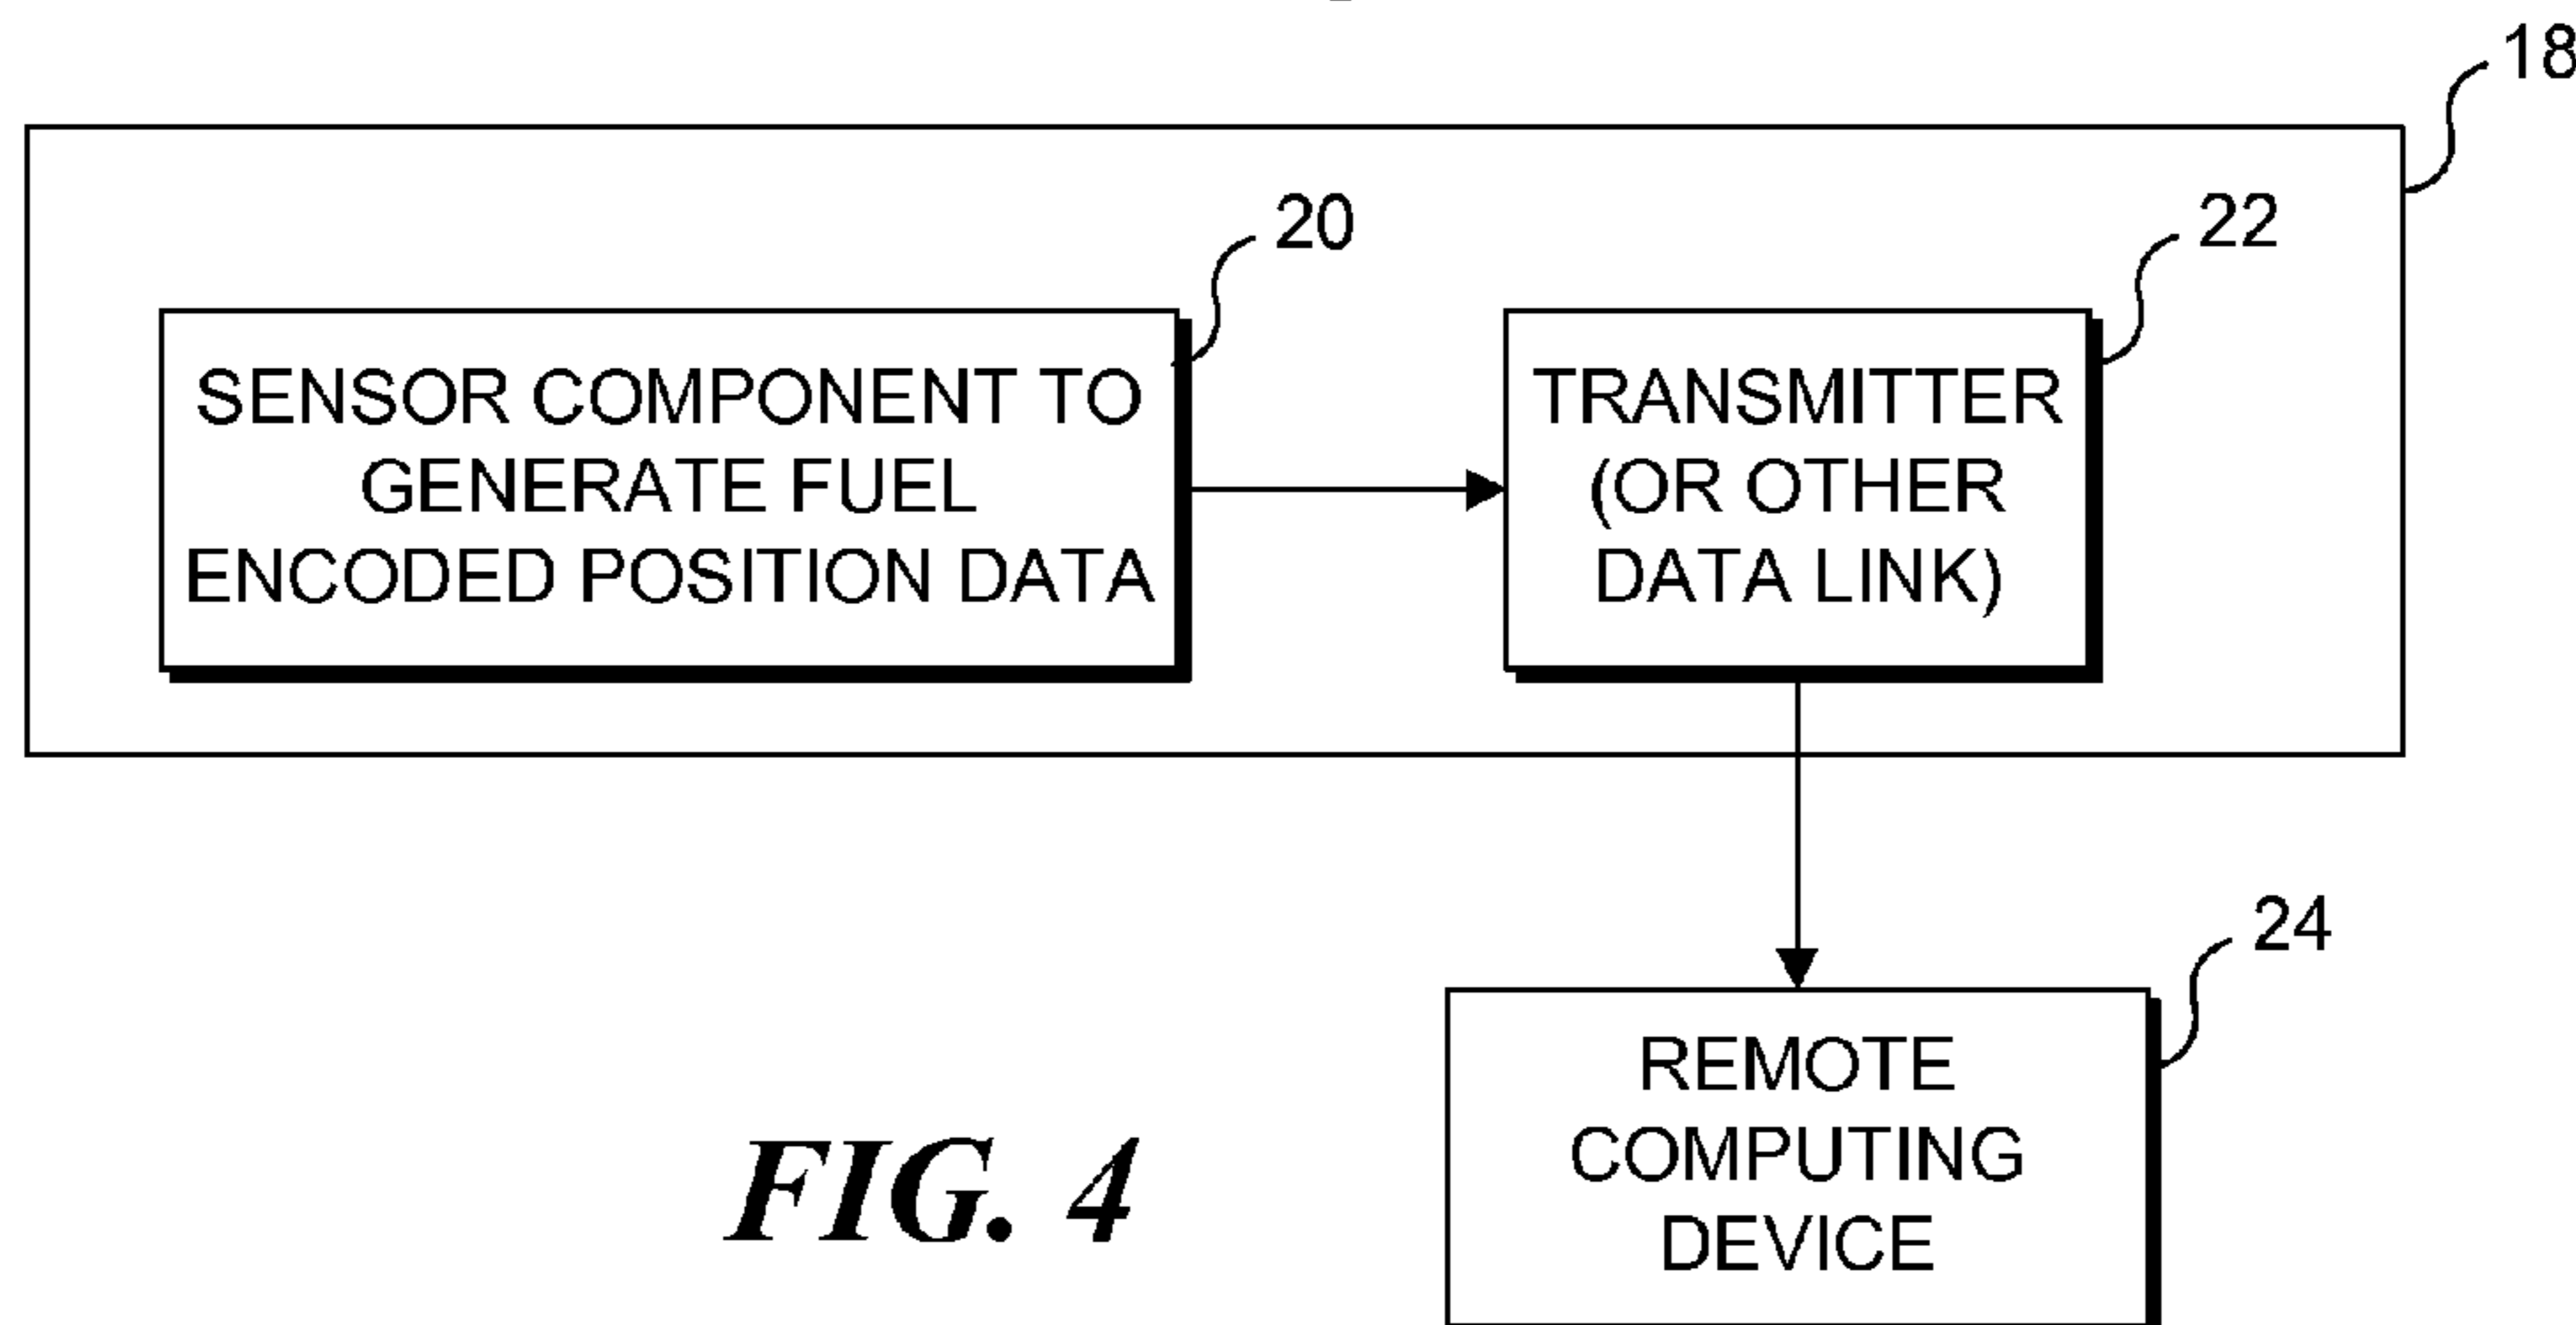 18
20
22
SENSOR COMPONENT TO
GENERATE FUEL
ENCODED POSITION DATA
TRANSMITTER
(OR OTHER
DATA LINK)
24
REMOTE
COMPUTING
DEVICE
FIG. 4